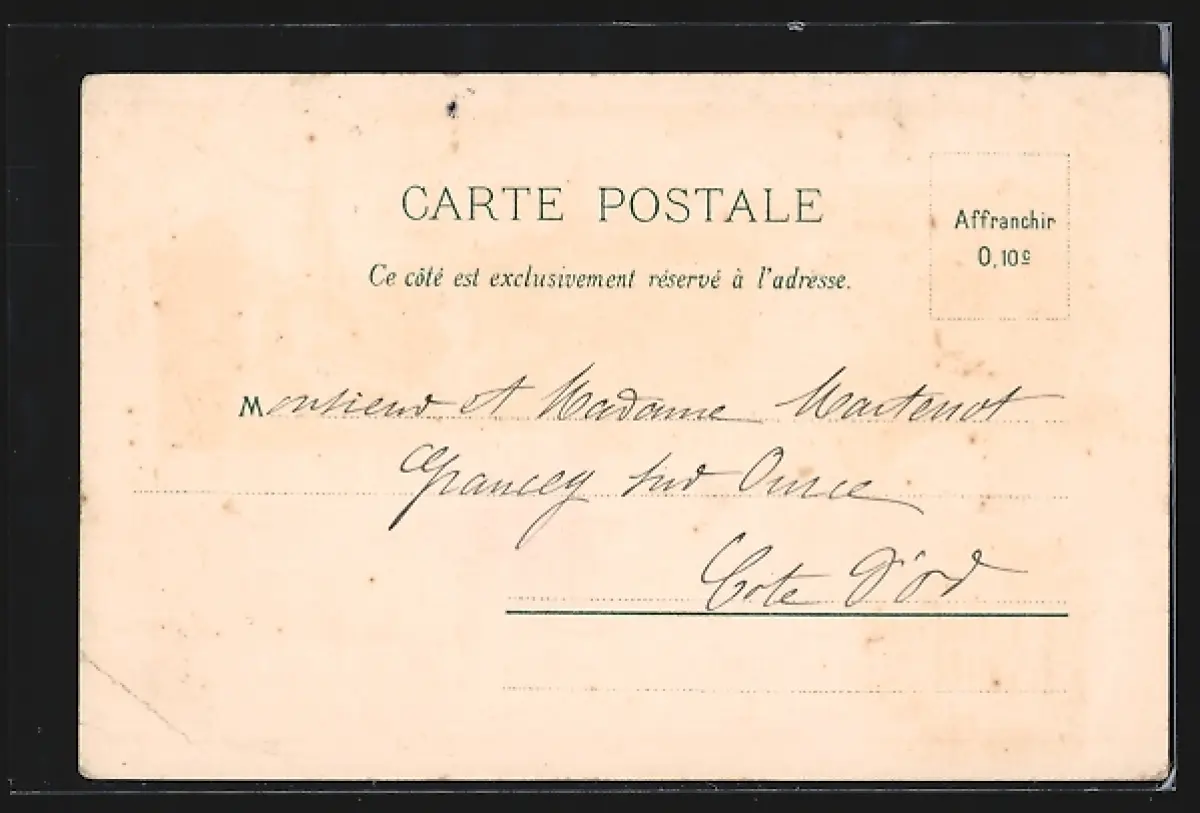 CARTE POSTALE
Ce côté est exclusivement réservé à l'adresse.
Affranchir
0,10c
Monsieur et Madame Martenot
Grancey sur Ource
Côte d'or